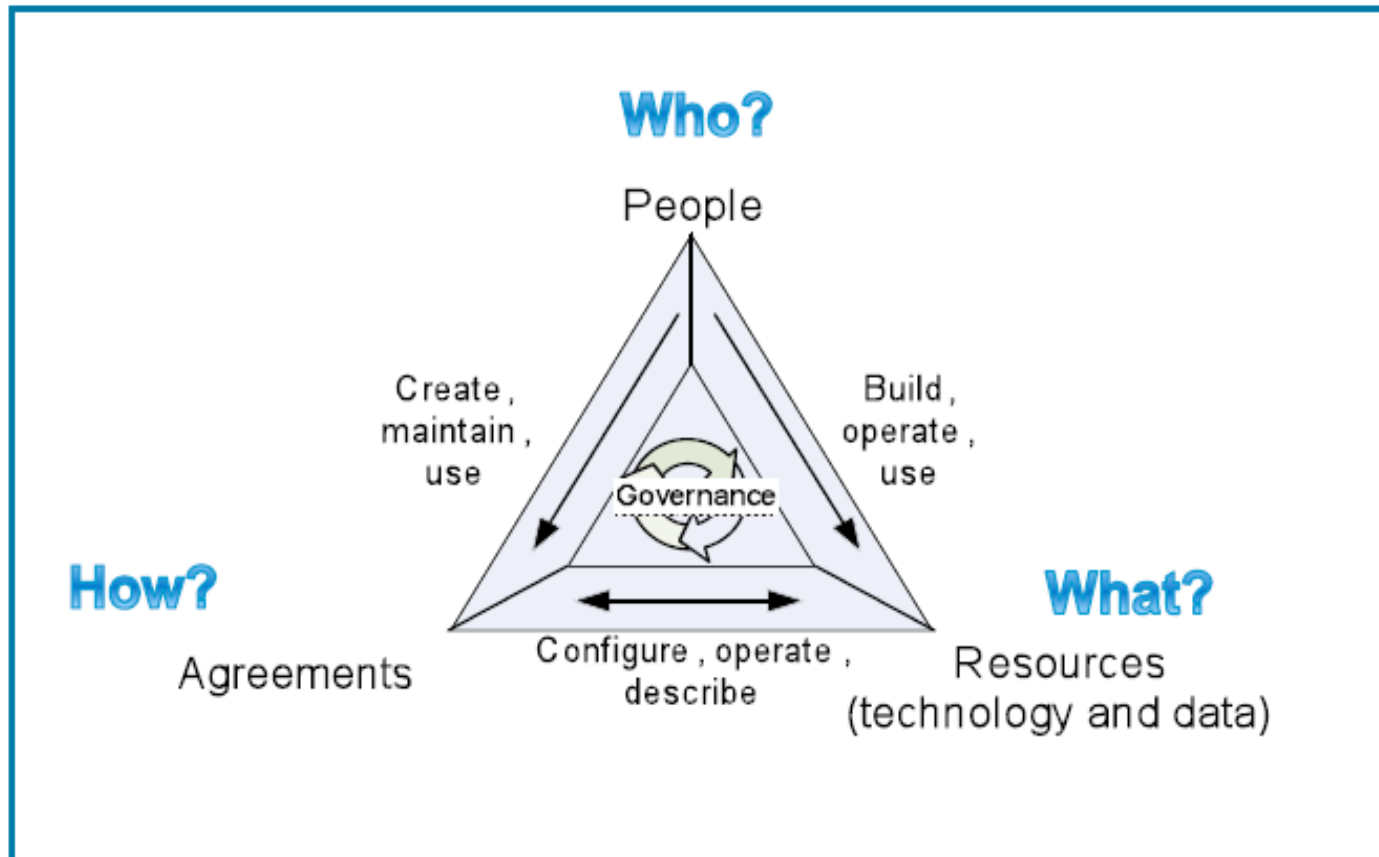 Who?
People
Create ,
maintain ,
use
Build ,
operate ,
use
Governance
How?
What?
Agreements
Configure , operate ,
describe
Resources
(technology and data)